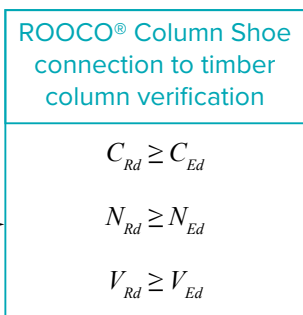 ROOCO® Column Shoe
connection to timber
column verification
C_Rd ≥ C_Ed
N_Rd ≥ N_Ed
V_Rd ≥ V_Ed